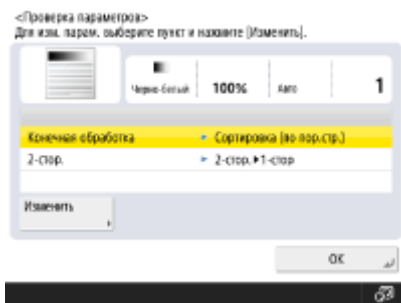 <Проверка параметров>
Для изм. парам. выберите пункт и нажмите [Изменить].
Черно-белый 100% Авто 1
Конечная обработка ► Сортировка (по пор.стр.)
2-стор. ► 2-стор.►1-стор
Изменить
OK